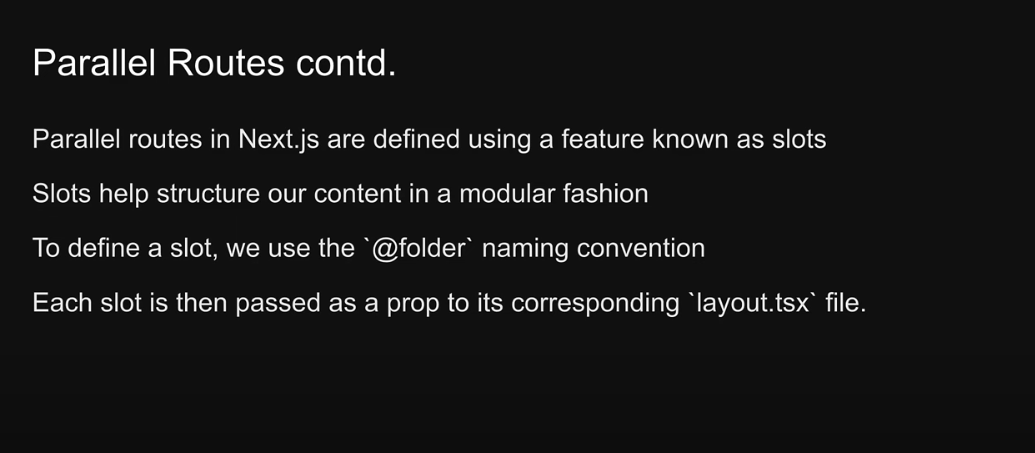 Parallel Routes contd.
Parallel routes in Next.js are defined using a feature known as slots
Slots help structure our content in a modular fashion
To define a slot, we use the `@folder` naming convention
Each slot is then passed as a prop to its corresponding `layout.tsx` file.